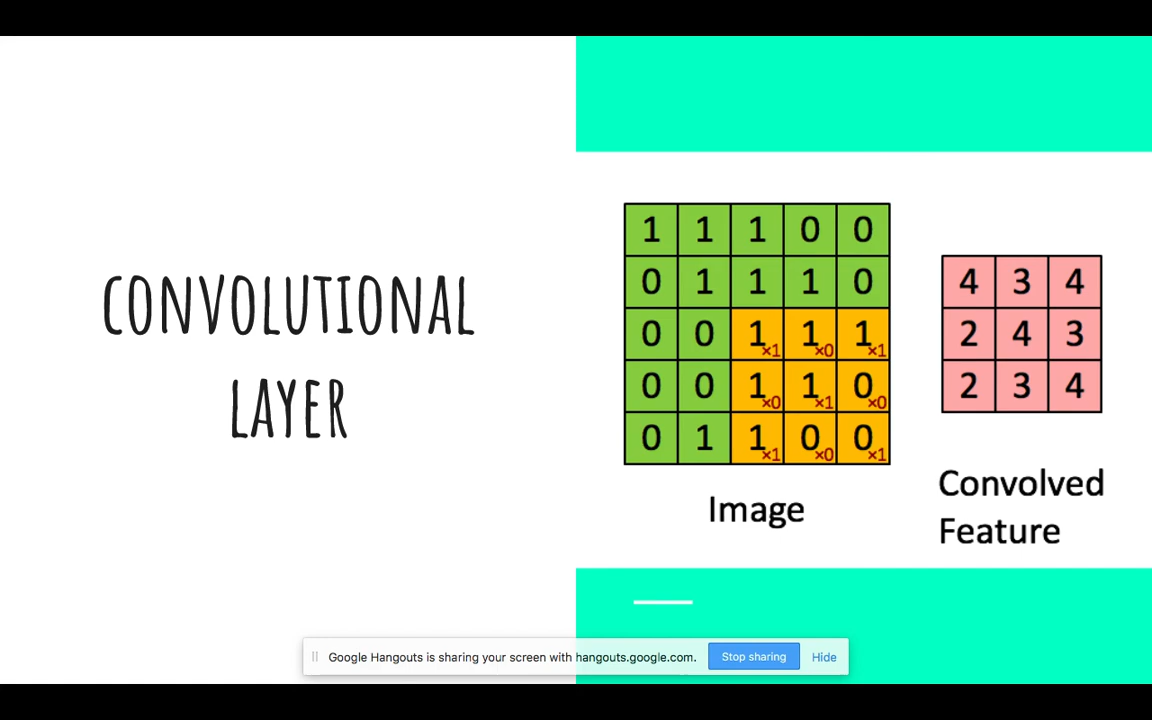 CONVOLUTIONAL
LAYER
1 1 1 0 0
0 1 1 1 0
0 0 1×1 1×0 1×1
0 0 1×0 1×1 0×0
0 1 1×1 0×0 0×1
Image
4 3 4
2 4 3
2 3 4
Convolved
Feature
Google Hangouts is sharing your screen with hangouts.google.com. Stop sharing Hide